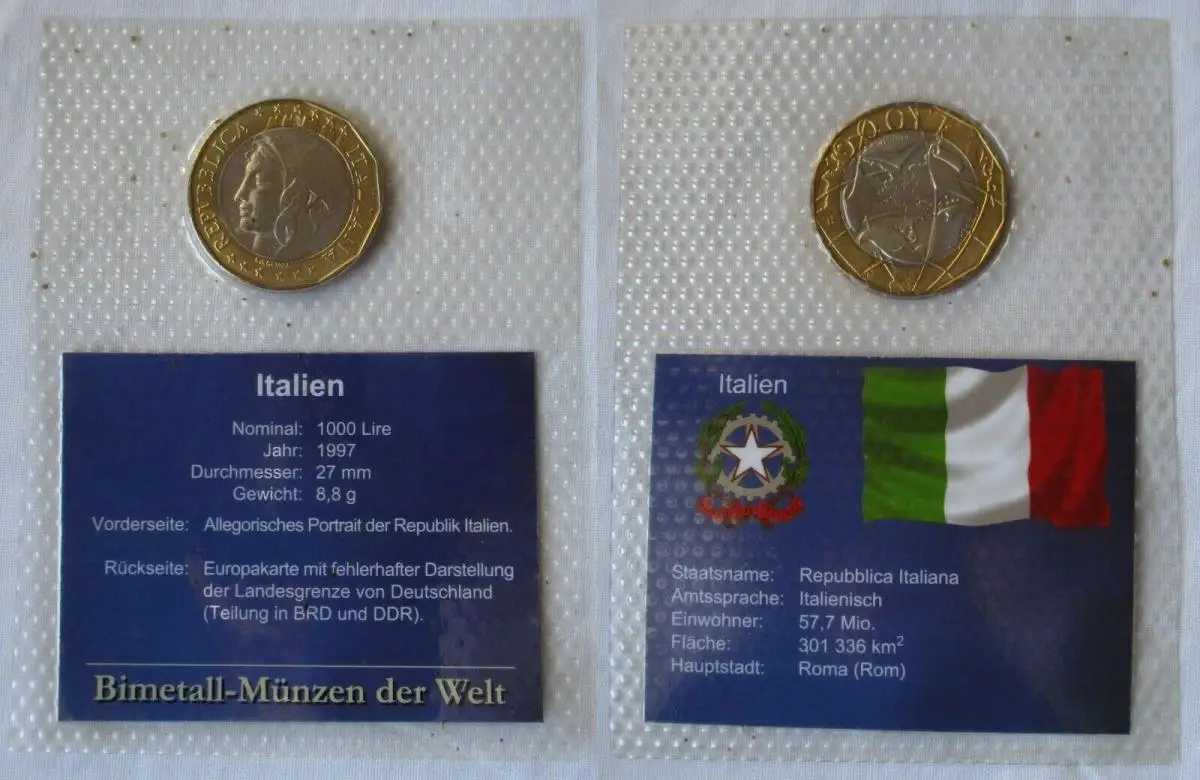 REPUBBLICA ITALIANA
Italien
Nominal: 1000 Lire
Jahr: 1997
Durchmesser: 27 mm
Gewicht: 8,8 g
Vorderseite: Allegorisches Portrait der Republik Italien.
Rückseite: Europakarte mit fehlerhafter Darstellung
der Landesgrenze von Deutschland
(Teilung in BRD und DDR).
Bimetall-Münzen der Welt
Italien
Staatsname: Repubblica Italiana
Amtssprache: Italienisch
Einwohner: 57,7 Mio.
Fläche: 301 336 km²
Hauptstadt: Roma (Rom)